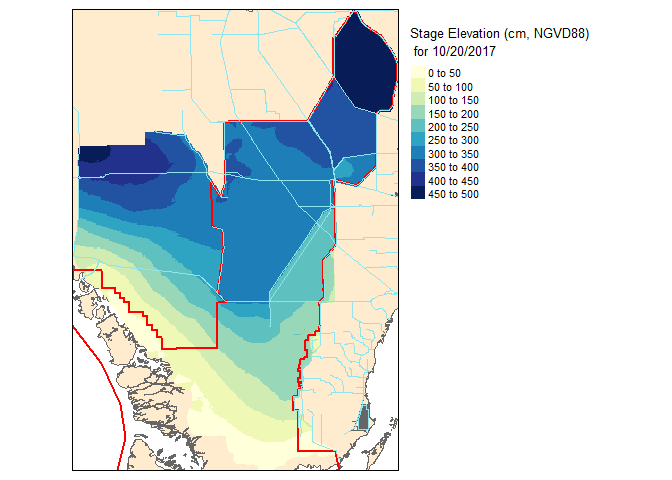 Stage Elevation (cm, NGVD88)
for 10/20/2017
0 to 50
50 to 100
100 to 150
150 to 200
200 to 250
250 to 300
300 to 350
350 to 400
400 to 450
450 to 500